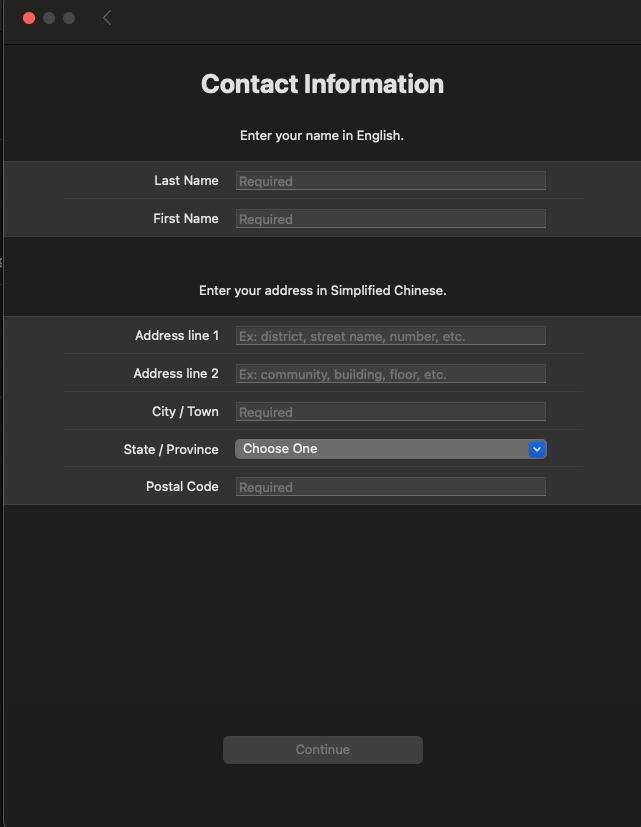 Contact Information
Enter your name in English.
Last Name Required
First Name Required
Enter your address in Simplified Chinese.
Address line 1 Ex: district, street name, number, etc.
Address line 2 Ex: community, building, floor, etc.
City / Town Required
State / Province Choose One
Postal Code Required
Continue